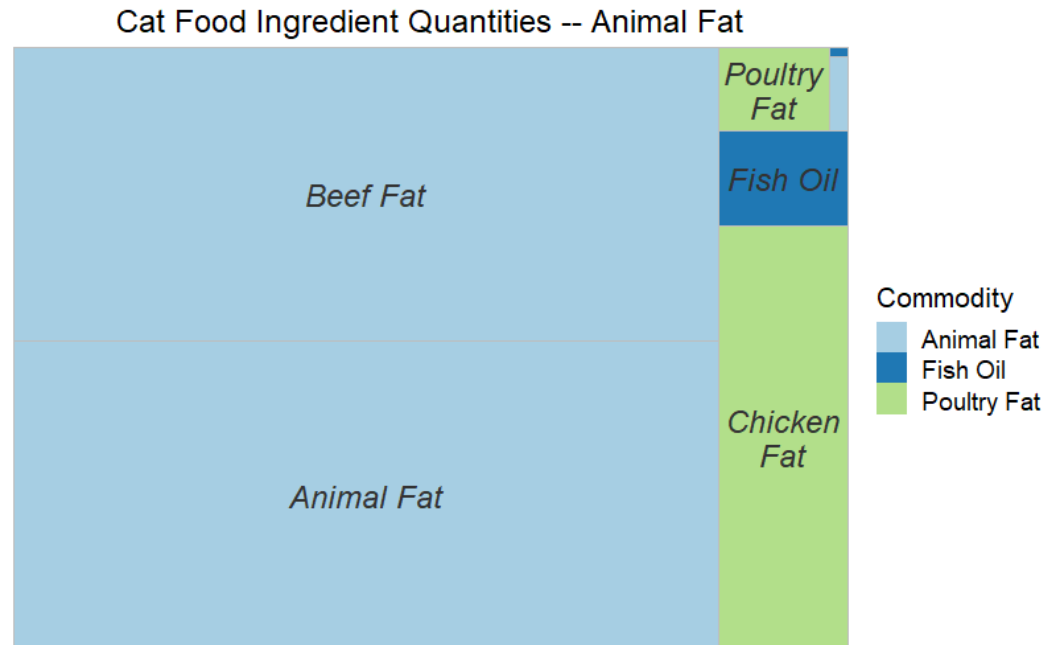 Cat Food Ingredient Quantities -- Animal Fat
Poultry
Fat
Beef Fat
Fish Oil
Animal Fat
Chicken
Fat
Commodity
Animal Fat
Fish Oil
Poultry Fat